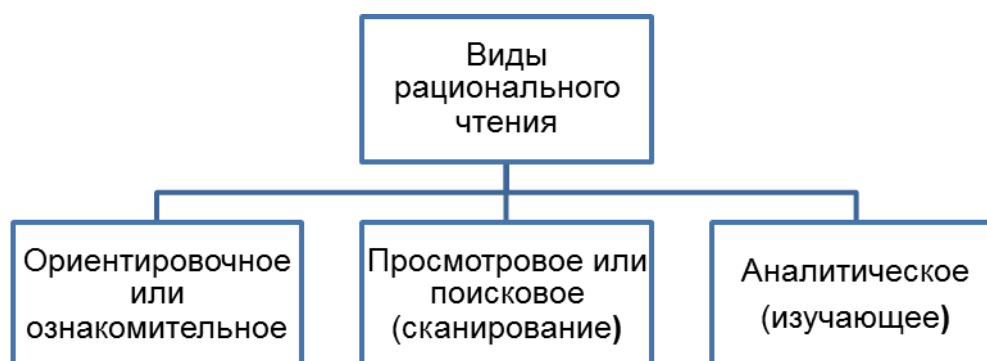 Виды
рационального
чтения
Ориентировочное
или
ознакомительное
Просмотровое или
поисковое
(сканирование)
Аналитическое
(изучающее)